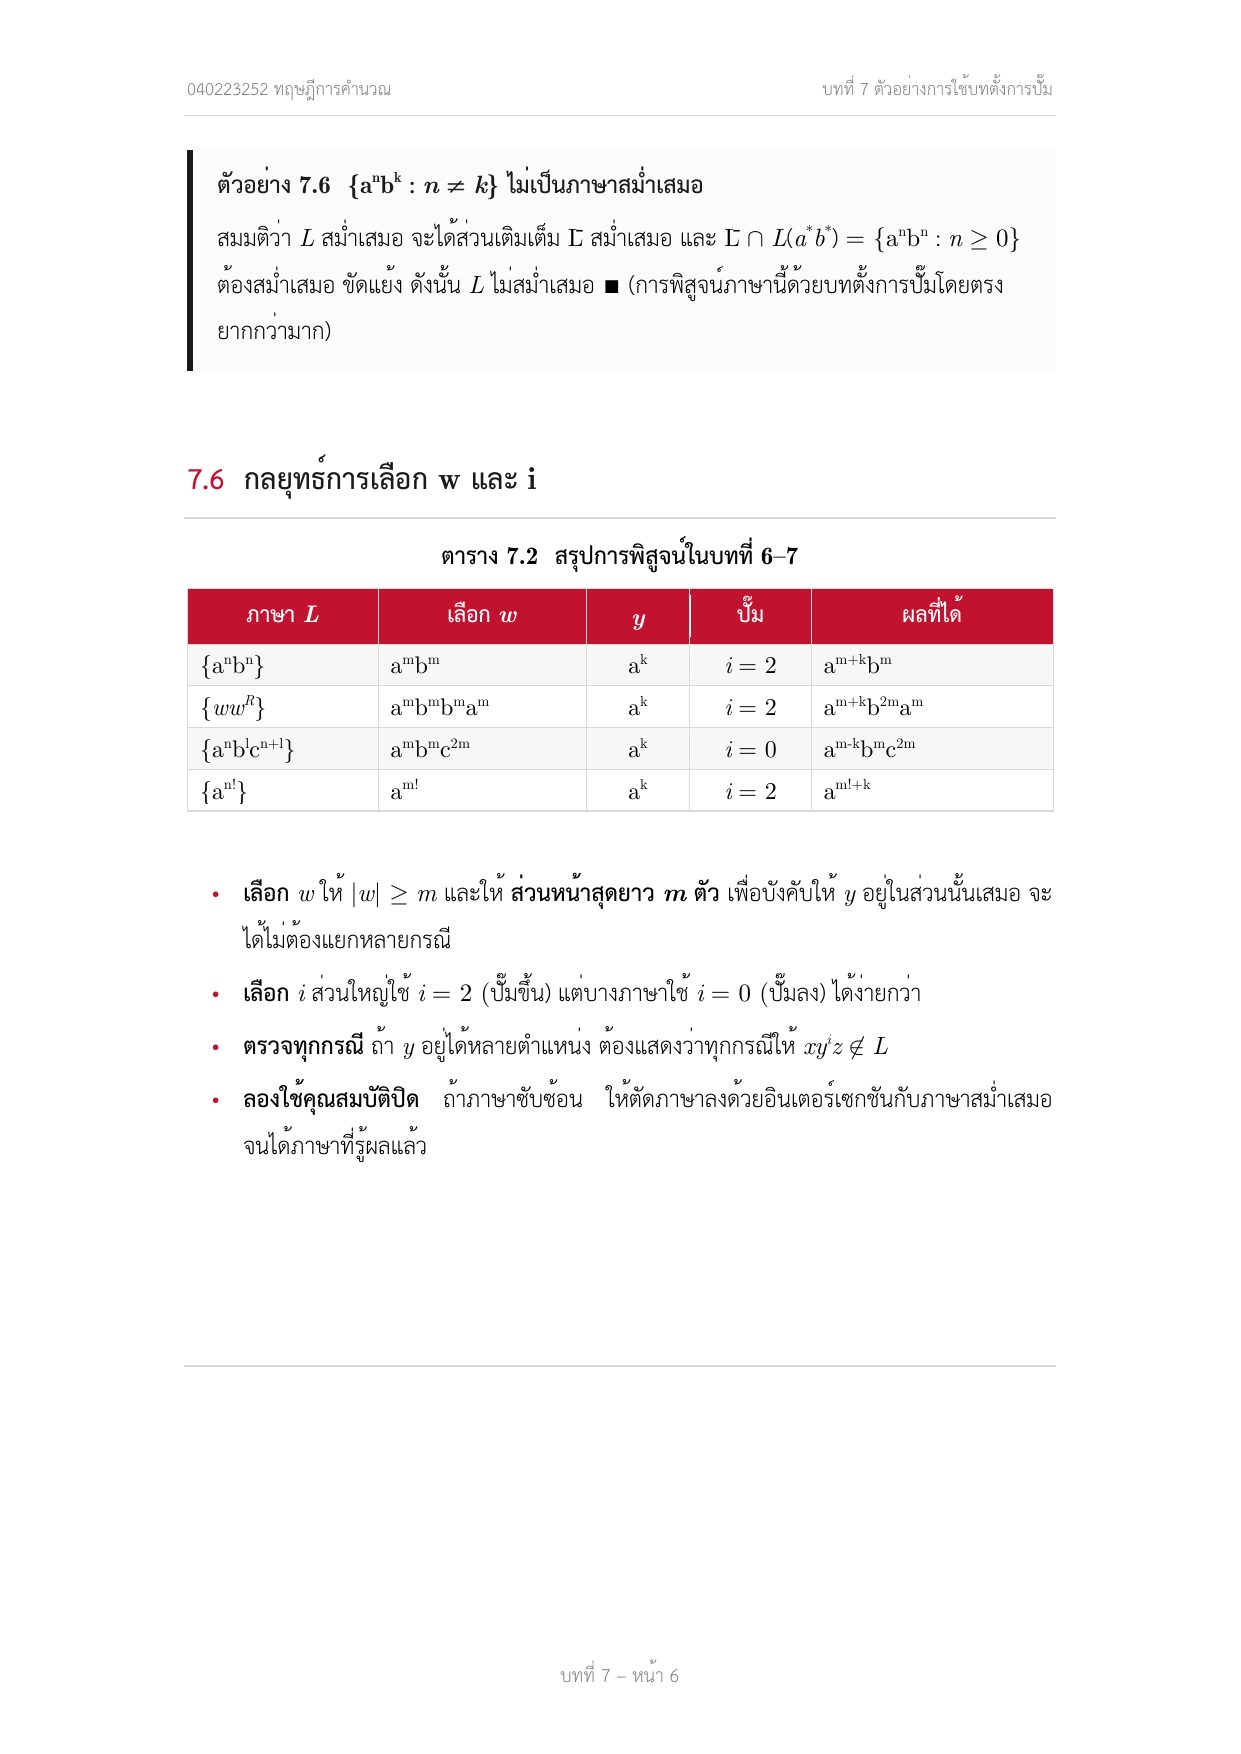 040223252 ทฤษฎีการคำนวณ
บทที่ 7 ตัวอย่างการใช้บทตั้งการปั๊ม
ตัวอย่าง 7.6 {aⁿbᵏ : n ≠ k} ไม่เป็นภาษาสม่ำเสมอ
สมมติว่า L สม่ำเสมอ จะได้ส่วนเติมเต็ม L̄ สม่ำเสมอ และ L̄ ∩ L(a*b*) = {aⁿbⁿ : n ≥ 0}
ต้องสม่ำเสมอ ขัดแย้ง ดังนั้น L ไม่สม่ำเสมอ ■ (การพิสูจน์ภาษานี้ด้วยบทตั้งการปั๊มโดยตรง
ยากกว่ามาก)
7.6 กลยุทธ์การเลือก w และ i
ตาราง 7.2 สรุปการพิสูจน์ในบทที่ 6–7
ภาษา L เลือก w y ปั๊ม ผลที่ได้
{aⁿbⁿ} aᵐbᵐ aᵏ i = 2 aᵐ⁺ᵏbᵐ
{wwᴿ} aᵐbᵐbᵐaᵐ aᵏ i = 2 aᵐ⁺ᵏb²ᵐaᵐ
{aⁿbˡcⁿ⁺ˡ} aᵐbᵐc²ᵐ aᵏ i = 0 aᵐ⁻ᵏbᵐc²ᵐ
{aⁿ!} aᵐ! aᵏ i = 2 aᵐ!⁺ᵏ
• เลือก w ให้ |w| ≥ m และให้ ส่วนหน้าสุดยาว m ตัว เพื่อบังคับให้ y อยู่ในส่วนนั้นเสมอ จะ
ได้ไม่ต้องแยกหลายกรณี
• เลือก i ส่วนใหญ่ใช้ i = 2 (ปั๊มขึ้น) แต่บางภาษาใช้ i = 0 (ปั๊มลง) ได้ง่ายกว่า
• ตรวจทุกกรณี ถ้า y อยู่ได้หลายตำแหน่ง ต้องแสดงว่าทุกกรณีให้ xyⁱz ∉ L
• ลองใช้คุณสมบัติปิด ถ้าภาษาซับซ้อน ให้ตัดภาษาลงด้วยอินเตอร์เซกชันกับภาษาสม่ำเสมอ
จนได้ภาษาที่รู้ผลแล้ว
บทที่ 7 – หน้า 6